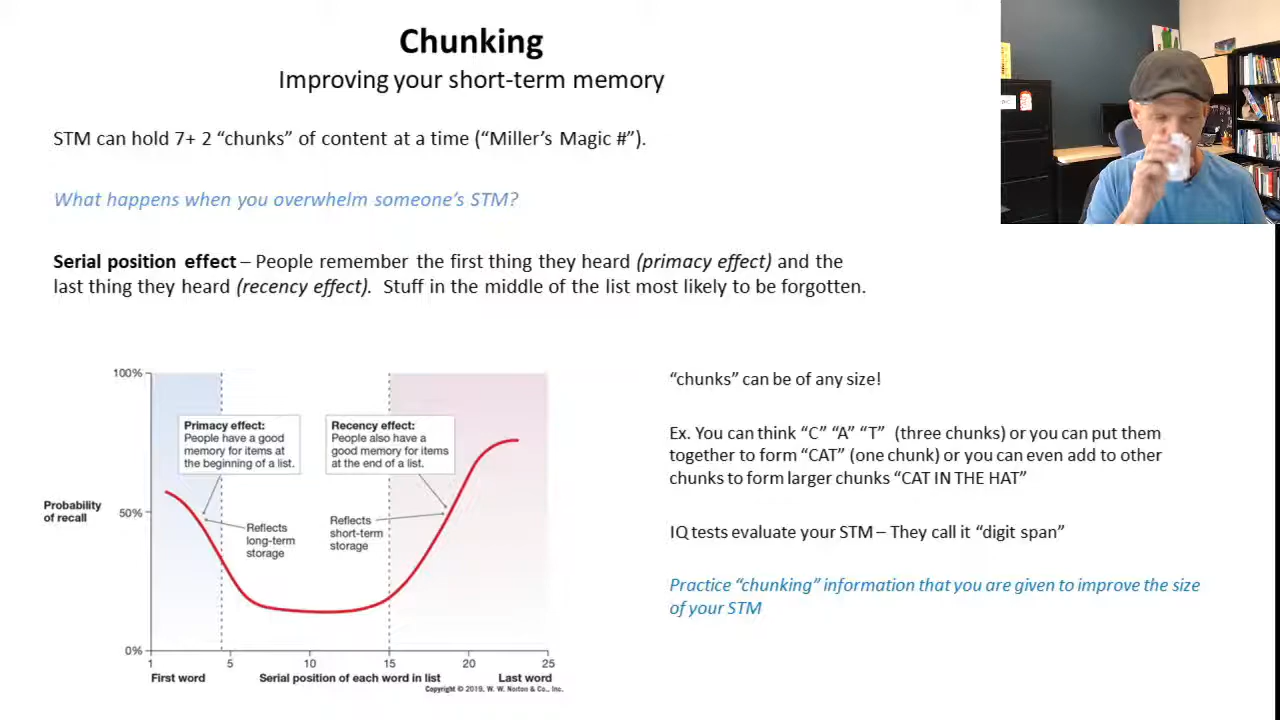 Chunking
Improving your short-term memory
STM can hold 7+ 2 “chunks” of content at a time (“Miller’s Magic #”).
What happens when you overwhelm someone’s STM?
Serial position effect – People remember the first thing they heard (primacy effect) and the
last thing they heard (recency effect). Stuff in the middle of the list most likely to be forgotten.
100%
50%
0%
Probability
of recall
Primacy effect:
People have a good
memory for items at
the beginning of a list.
Recency effect:
People also have a
good memory for items
at the end of a list.
Reflects
long-term
storage
Reflects
short-term
storage
1 5 10 15 20 25
First word Serial position of each word in list Last word
Copyright © 2019, W. W. Norton & Co., Inc.
“chunks” can be of any size!
Ex. You can think “C” “A” “T” (three chunks) or you can put them
together to form “CAT” (one chunk) or you can even add to other
chunks to form larger chunks “CAT IN THE HAT”
IQ tests evaluate your STM – They call it “digit span”
Practice “chunking” information that you are given to improve the size
of your STM